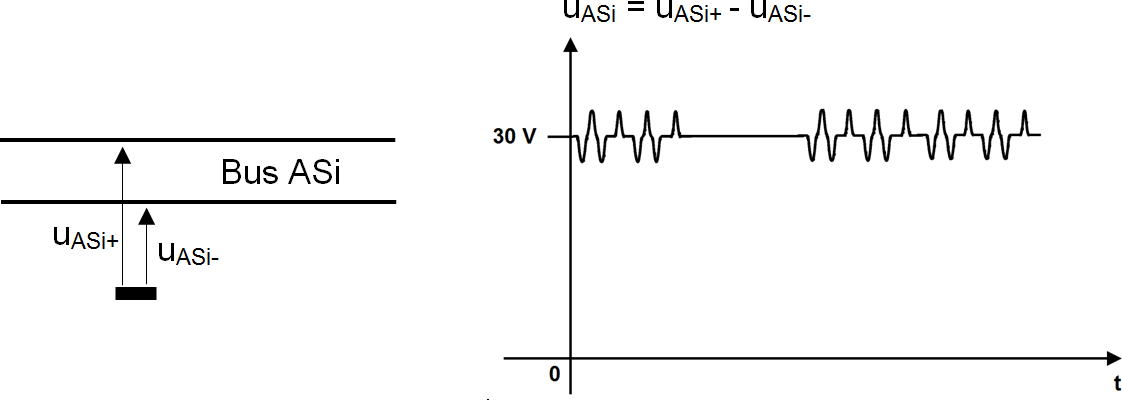 uASi = uASi+ - uASi-
30 V
Bus ASi
uASi+
uASi-
0
t